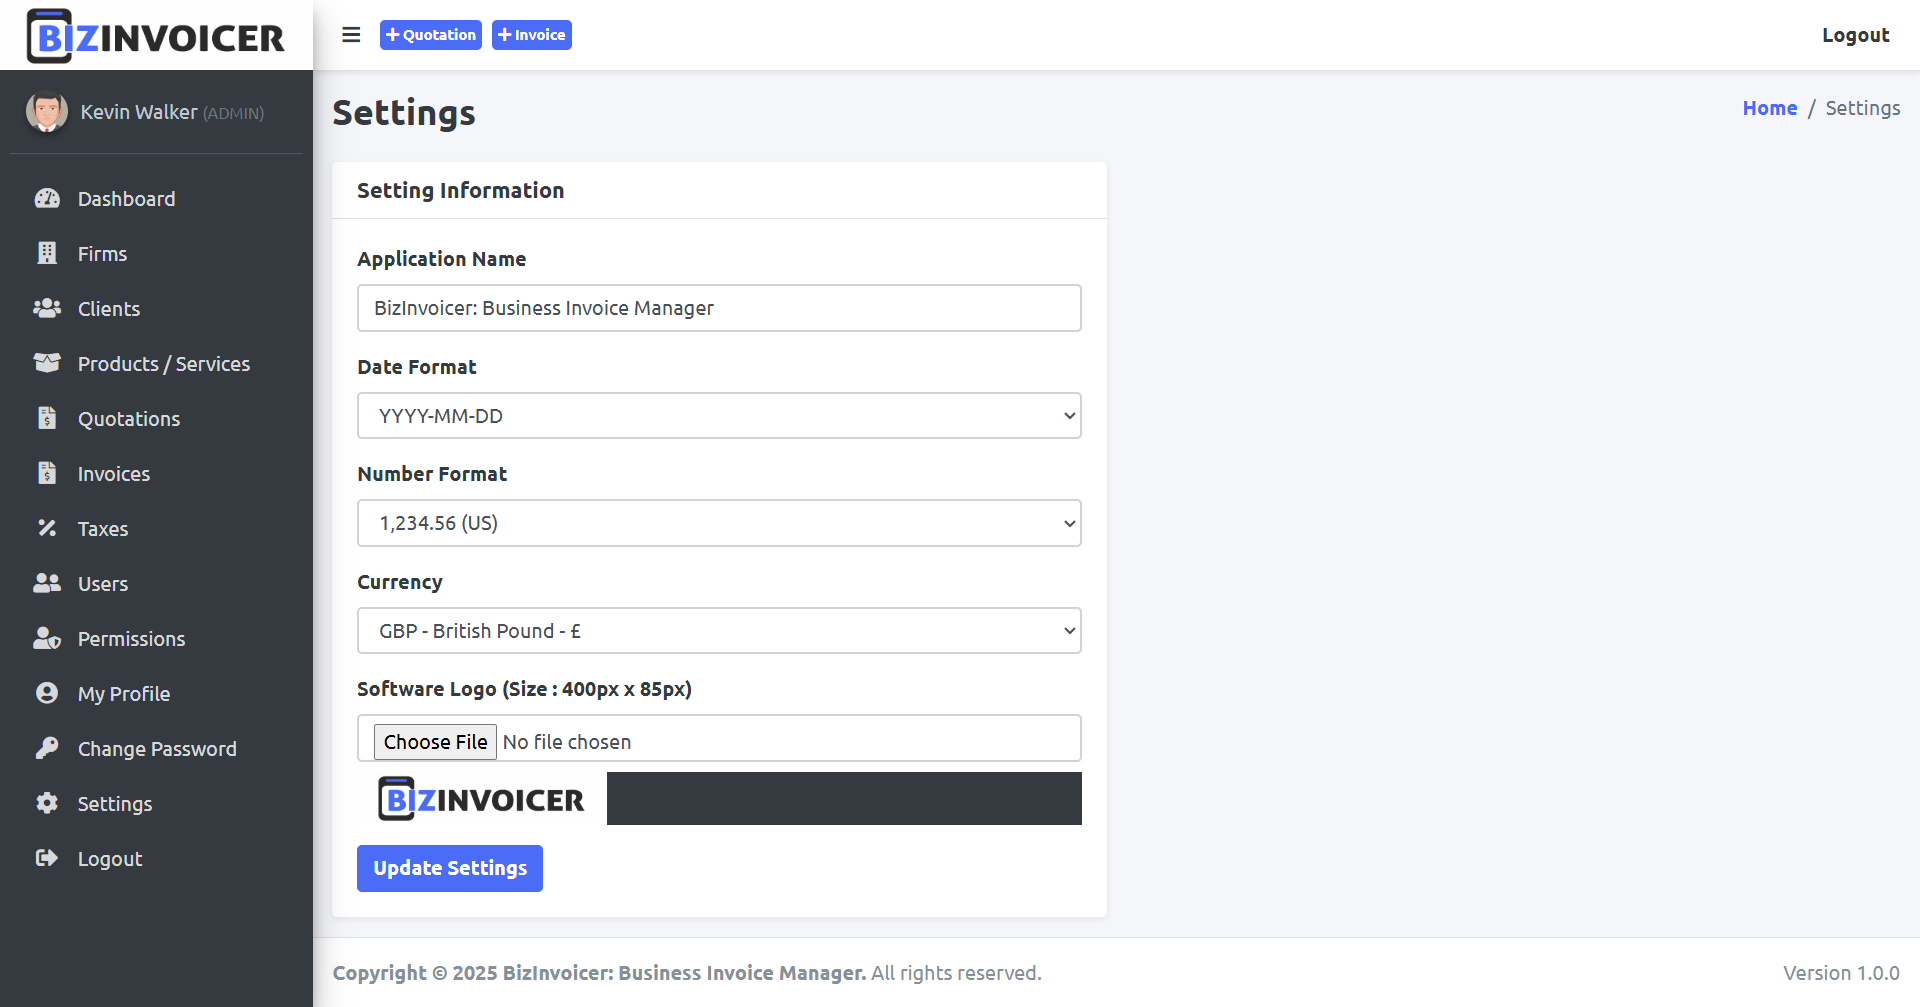 BIZINVOICER
Quotation
Invoice
Logout
Kevin Walker (ADMIN)
Dashboard
Firms
Clients
Products / Services
Quotations
Invoices
Taxes
Users
Permissions
My Profile
Change Password
Settings
Logout
Settings
Home / Settings
Setting Information
Application Name
BizInvoicer: Business Invoice Manager
Date Format
YYYY-MM-DD
Number Format
1,234.56 (US)
Currency
GBP - British Pound - £
Software Logo (Size : 400px x 85px)
Choose File No file chosen
BIZINVOICER
Update Settings
Copyright © 2025 BizInvoicer: Business Invoice Manager. All rights reserved.
Version 1.0.0